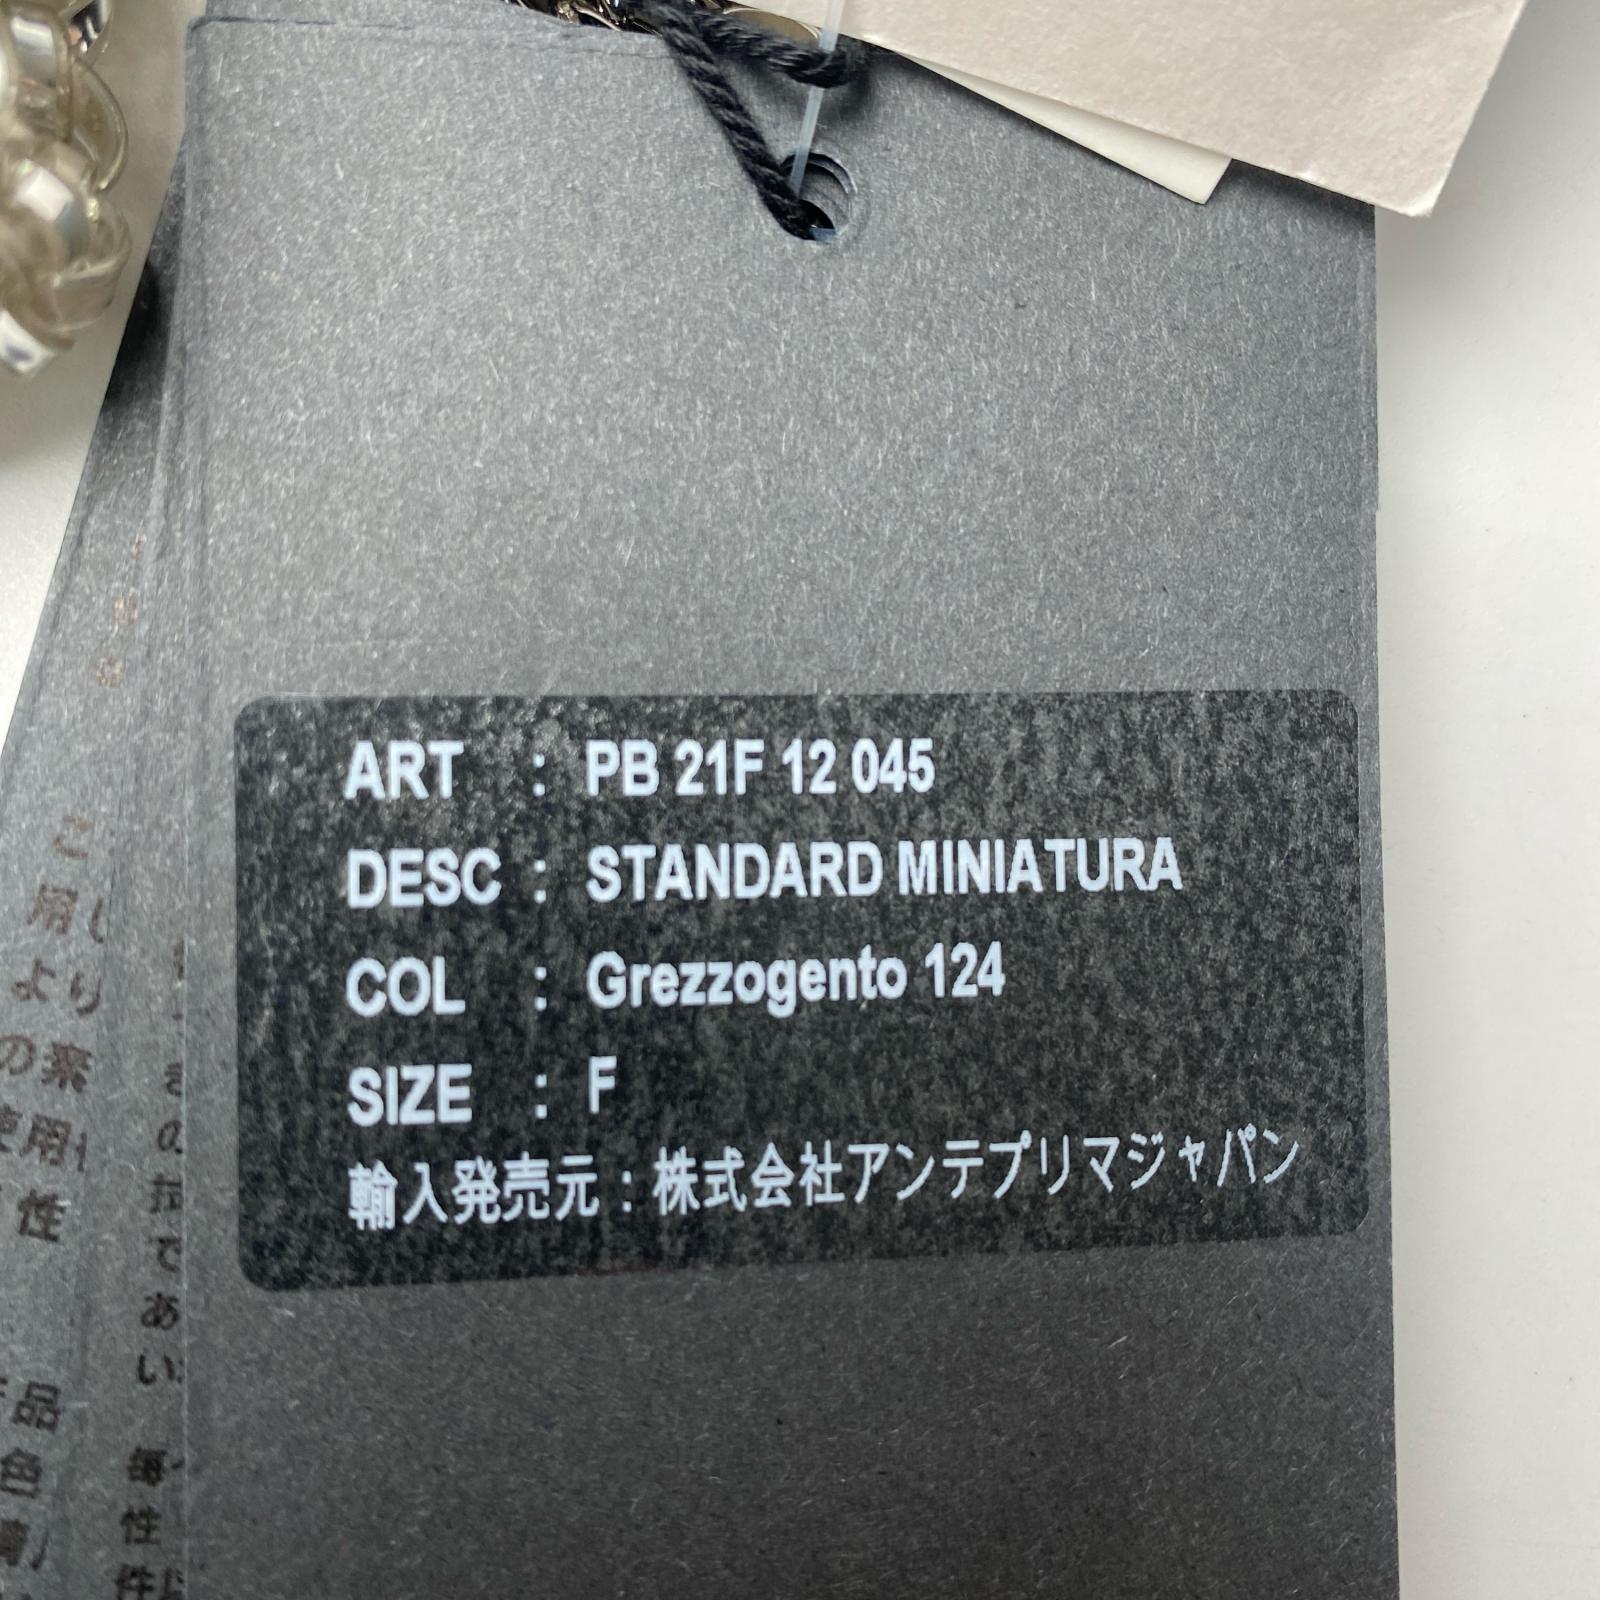 ART : PB 21F 12 045
DESC : STANDARD MINIATURA
COL : Grezzogento 124
SIZE : F
輸入発売元：株式会社アンテプリマジャパン